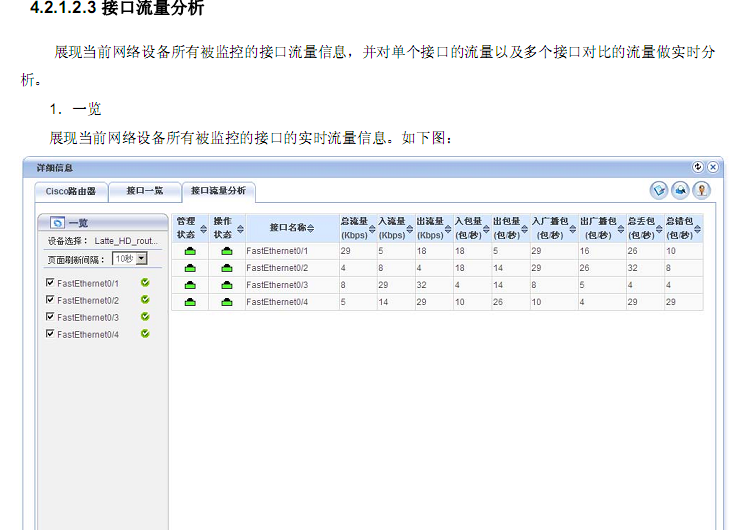 4.2.1.2.3 接口流量分析
展现当前网络设备所有被监控的接口流量信息，并对单个接口的流量以及多个接口对比的流量做实时分
析。
1. 一览
展现当前网络设备所有被监控的接口的实时流量信息。如下图：
详细信息
Cisco路由器 接口一览 接口流量分析
一览
设备选择： Latte_HD_rout...
页面刷新间隔： 10秒
FastEthernet0/1
FastEthernet0/2
FastEthernet0/3
FastEthernet0/4
管理状态 操作状态 接口名称 总流量(Kbps) 入流量(Kbps) 出流量(Kbps) 入包量(包/秒) 出包量(包/秒) 入广播包(包/秒) 出广播包(包/秒) 总丢包(包/秒) 总错包(包/秒)
FastEthernet0/1 29 5 18 18 5 29 16 26 10
FastEthernet0/2 4 8 4 18 14 29 26 32 8
FastEthernet0/3 8 29 32 4 14 8 5 4 4
FastEthernet0/4 5 14 29 10 26 10 4 29 29